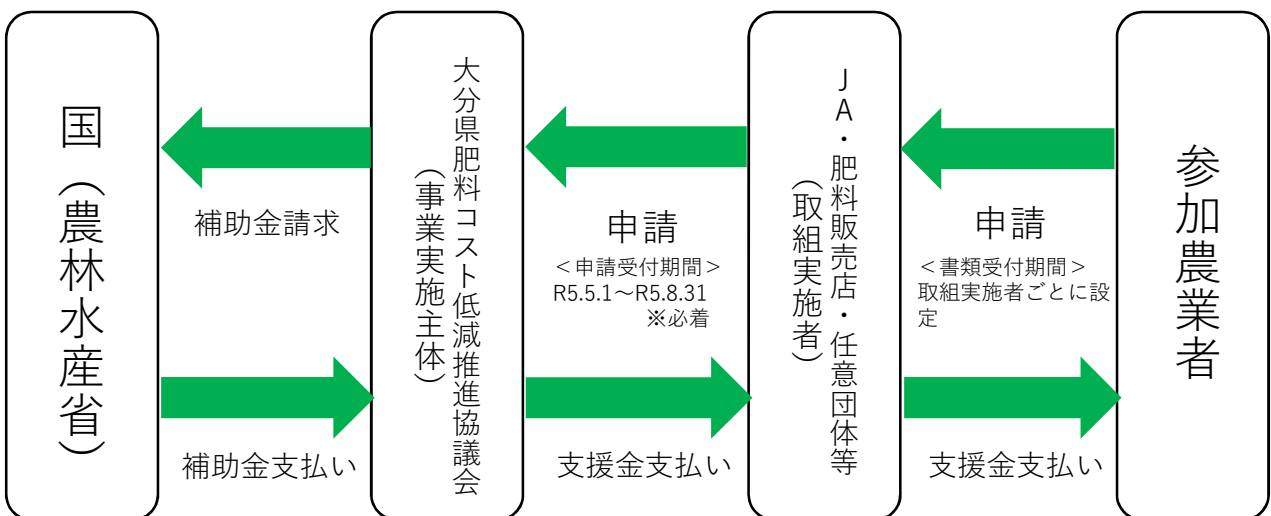 国（農林水産省）
補助金請求
補助金支払い
大分県肥料コスト低減推進協議会
（事業実施主体）
申請
＜申請受付期間＞
R5.5.1～R5.8.31
※必着
支援金支払い
ＪＡ・肥料販売店・任意団体等
（取組実施者）
申請
＜書類受付期間＞
取組実施者ごとに設
定
支援金支払い
参加農業者